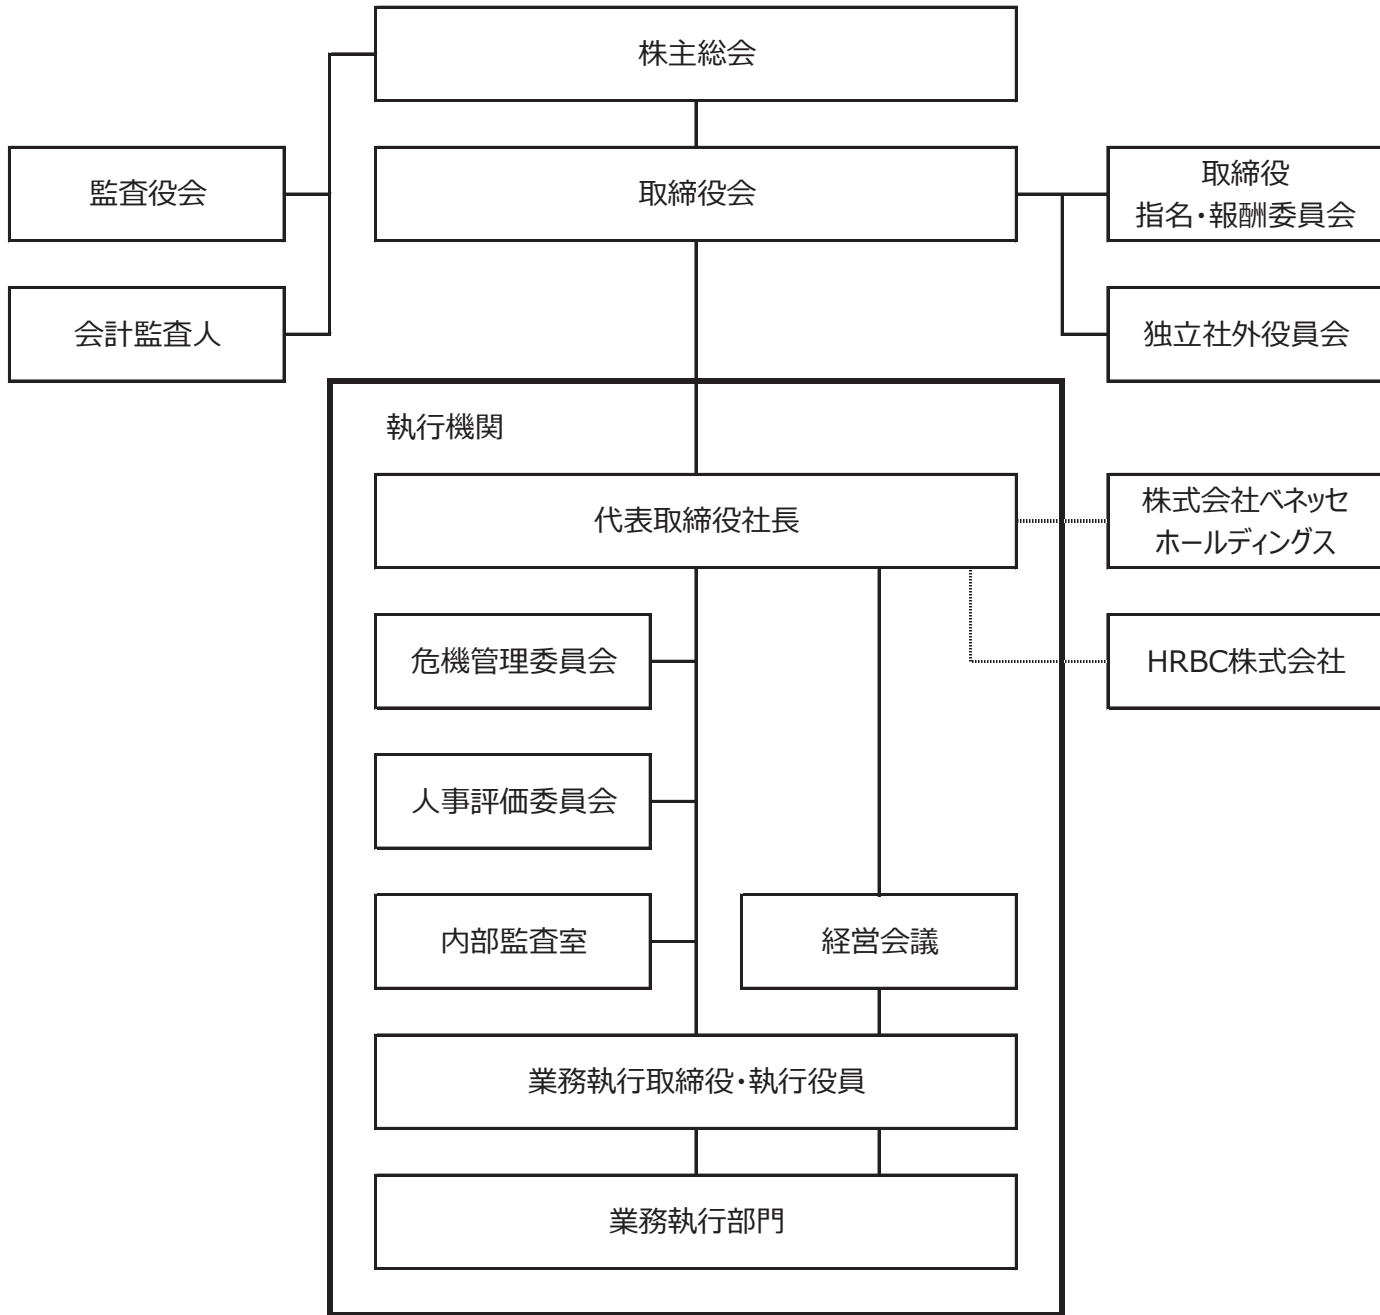 株主総会
監査役会
取締役会
取締役
指名・報酬委員会
会計監査人
独立社外役員会
執行機関
代表取締役社長
株式会社ベネッセ
ホールディングス
危機管理委員会
HRBC株式会社
人事評価委員会
内部監査室
経営会議
業務執行取締役・執行役員
業務執行部門